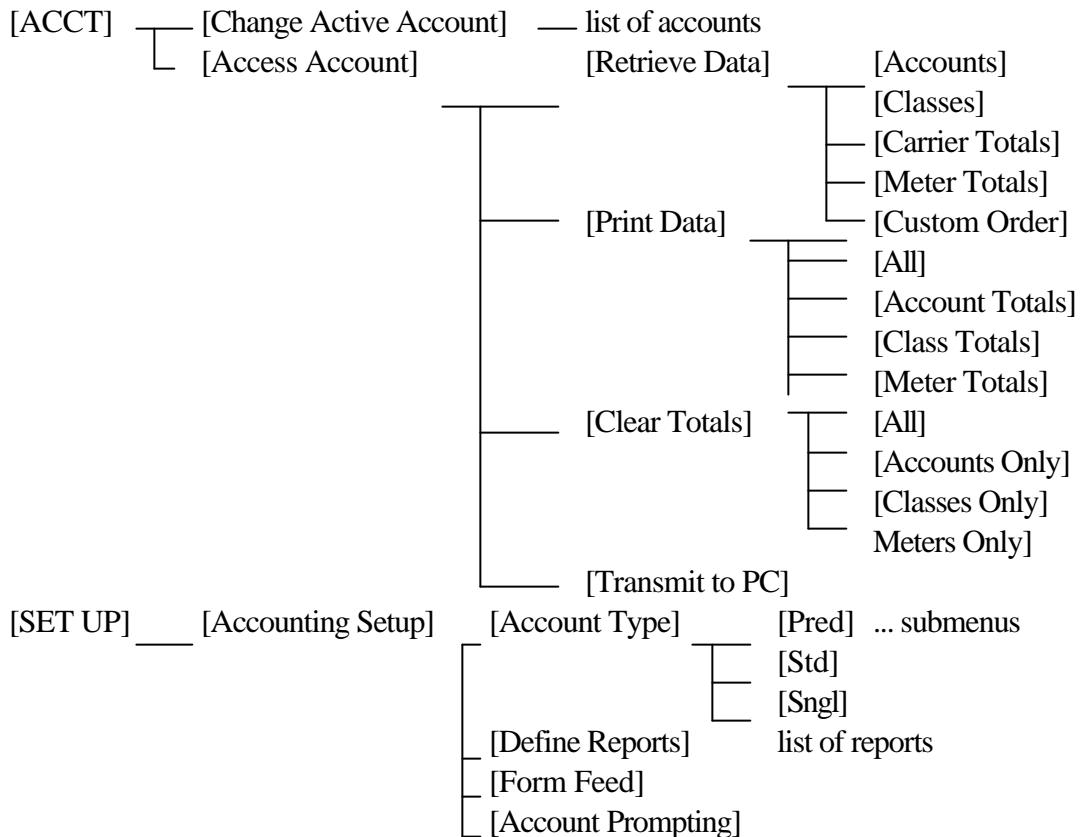 [ACCT] [Change Active Account] list of accounts
[Access Account] [Retrieve Data] [Accounts]
[Classes]
[Carrier Totals]
[Meter Totals]
[Print Data] [Custom Order]
[All]
[Account Totals]
[Class Totals]
[Meter Totals]
[Clear Totals] [All]
[Accounts Only]
[Classes Only]
Meters Only]
[Transmit to PC]
[SET UP] [Accounting Setup] [Account Type] [Pred] ... submenus
[Std]
[Sngl]
[Define Reports] list of reports
[Form Feed]
[Account Prompting]